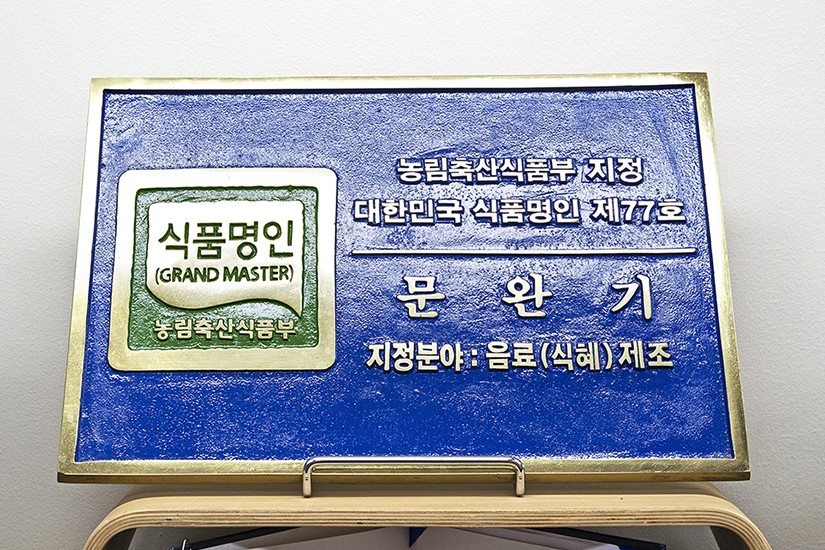 식품명인
(GRAND MASTER)
농림축산식품부
농림축산식품부 지정
대한민국 식품명인 제77호
문 완 기
지정분야 : 음료(식혜)제조